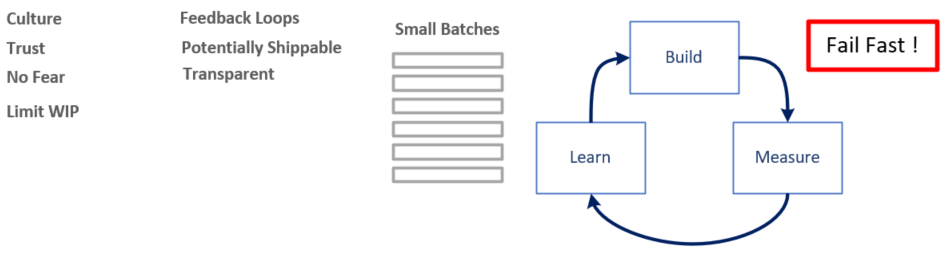 Culture
Trust
No Fear
Limit WIP
Feedback Loops
Potentially Shippable
Transparent
Small Batches
Build
Measure
Learn
Fail Fast !